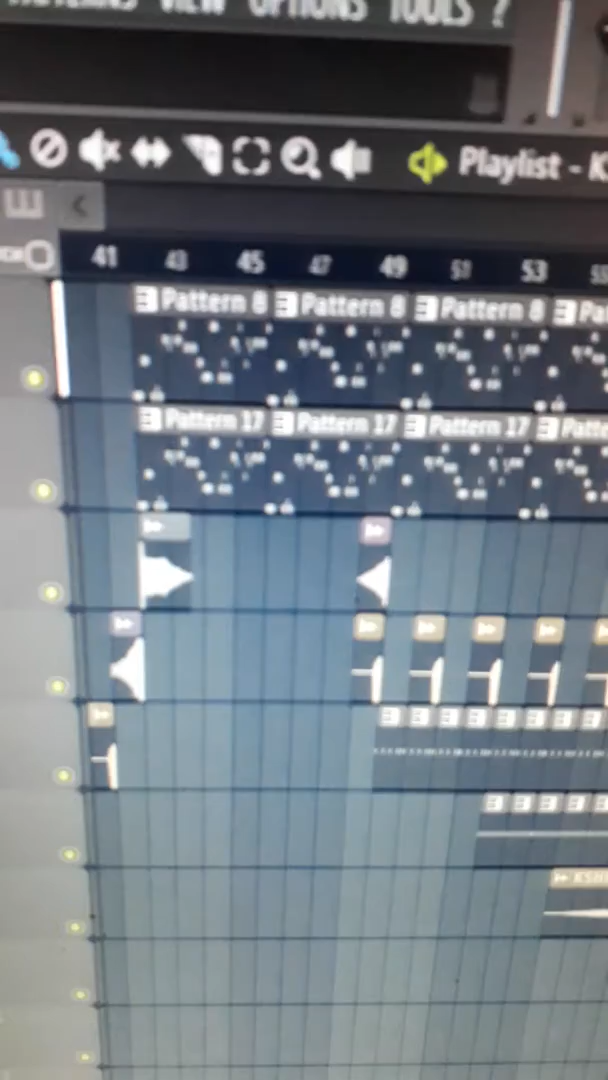 VIEW OPTIONS TOOLS ?
Playlist - K
41 43 45 47 49 51 53
Pattern 8 Pattern 8 Pattern 8
Pattern 17 Pattern 17 Pattern 17